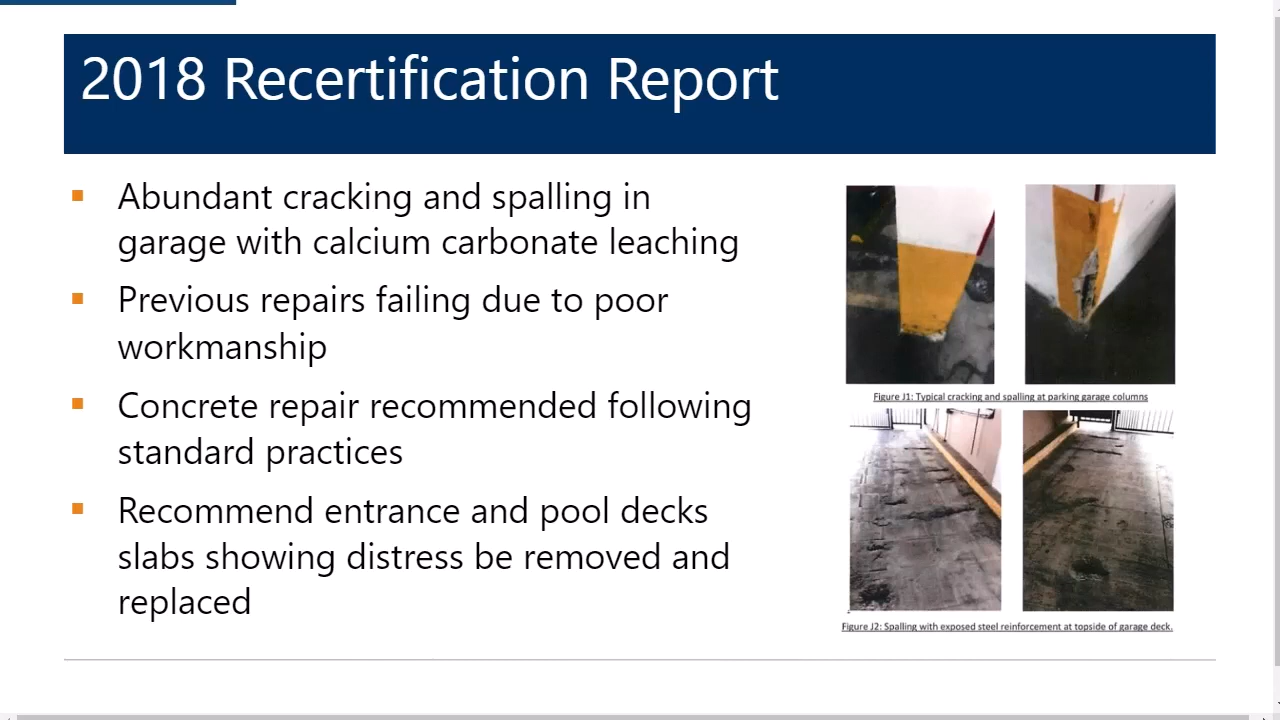 2018 Recertification Report
Abundant cracking and spalling in
garage with calcium carbonate leaching
Previous repairs failing due to poor
workmanship
Concrete repair recommended following
standard practices
Recommend entrance and pool decks
slabs showing distress be removed and
replaced
Figure J1: Typical cracking and spalling at parking garage columns
Figure J2: Spalling with exposed steel reinforcement at topside of garage deck.